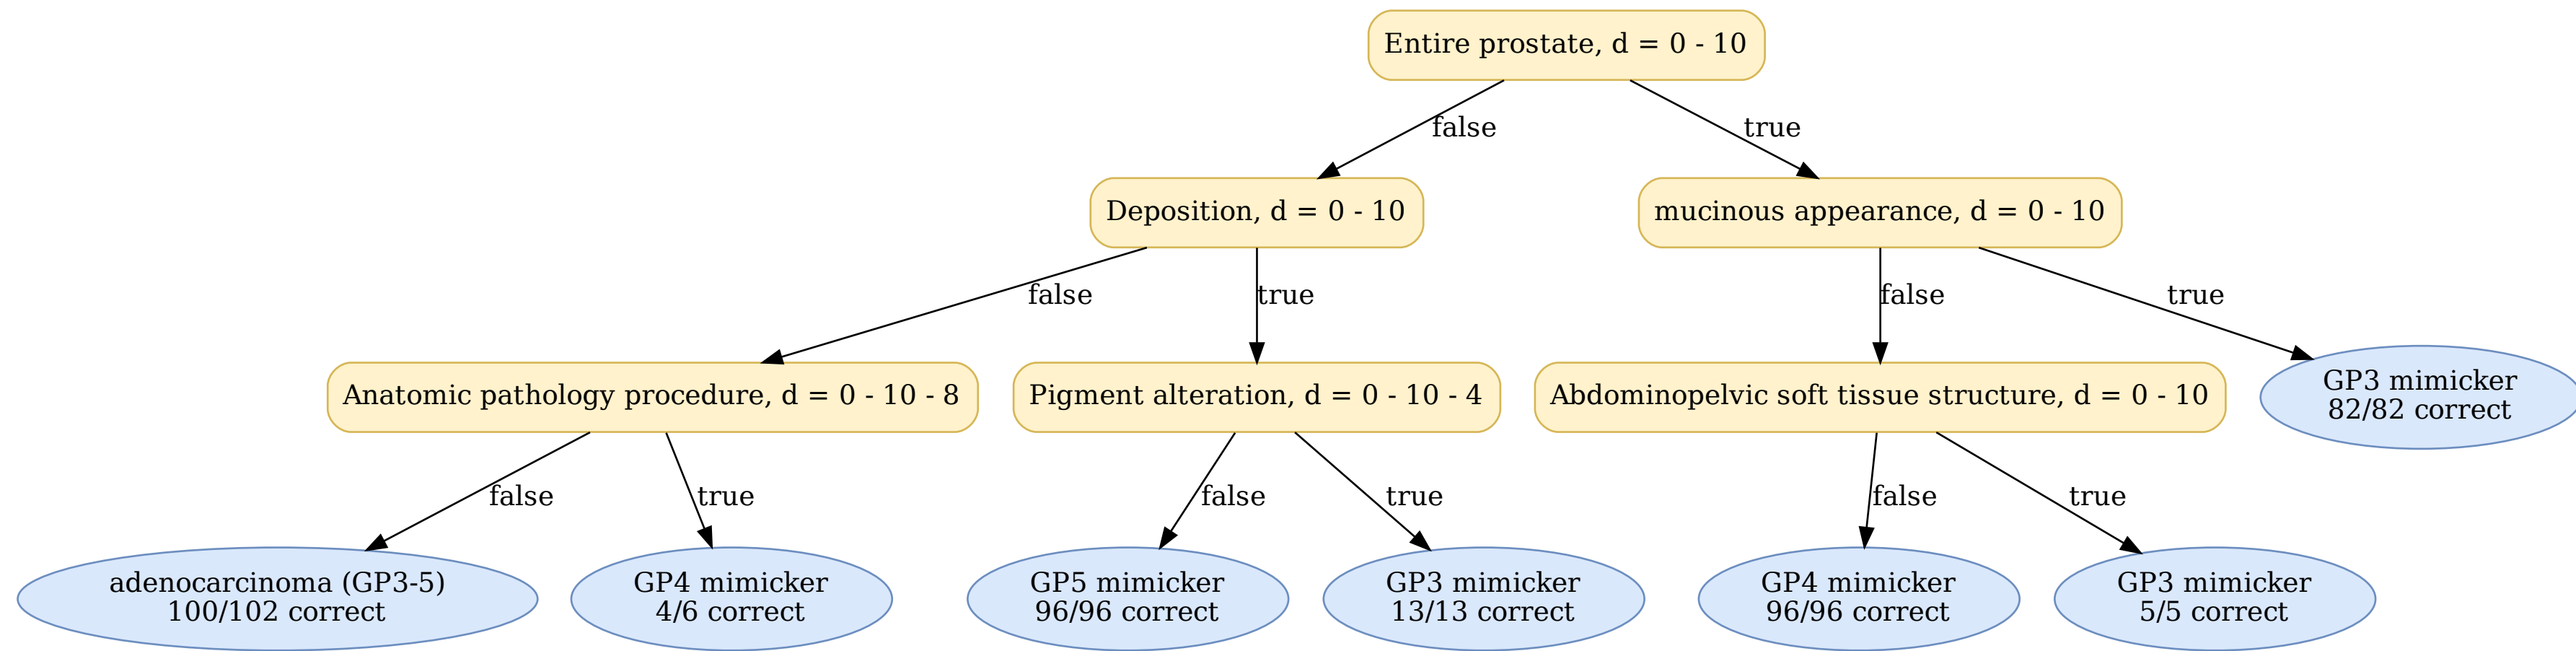 Entire prostate, d = 0 - 10
false
true
Deposition, d = 0 - 10
mucinous appearance, d = 0 - 10
false
true
false
true
Anatomic pathology procedure, d = 0 - 10 - 8
Pigment alteration, d = 0 - 10 - 4
Abdominopelvic soft tissue structure, d = 0 - 10
GP3 mimicker
82/82 correct
false
true
false
true
false
true
adenocarcinoma (GP3-5)
100/102 correct
GP4 mimicker
4/6 correct
GP5 mimicker
96/96 correct
GP3 mimicker
13/13 correct
GP4 mimicker
96/96 correct
GP3 mimicker
5/5 correct